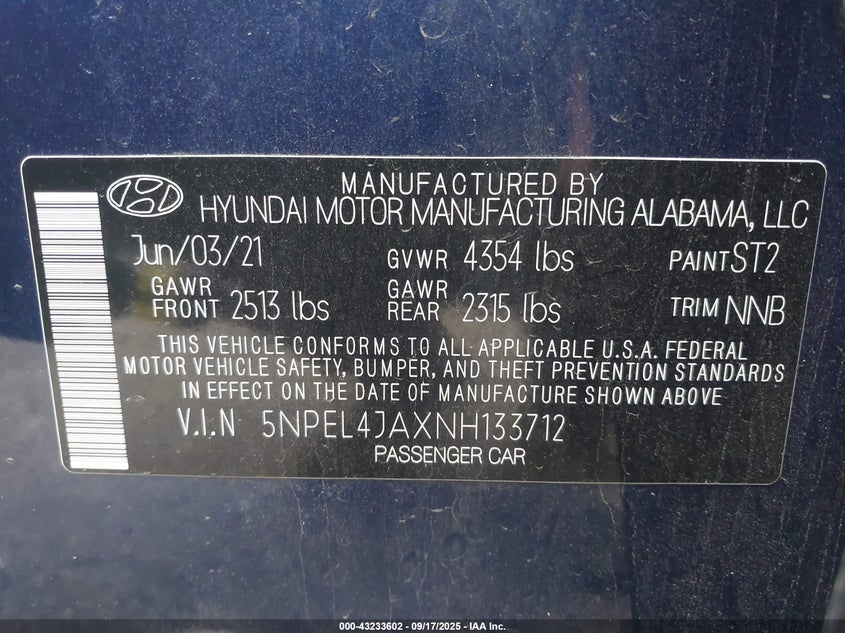 MANUFACTURED BY
HYUNDAI MOTOR MANUFACTURING ALABAMA, LLC
Jun/03/21 GVWR 4354 lbs PAINT ST2
GAWR FRONT 2513 lbs GAWR REAR 2315 lbs TRIM NNB
THIS VEHICLE CONFORMS TO ALL APPLICABLE U.S.A. FEDERAL
MOTOR VEHICLE SAFETY, BUMPER, AND THEFT PREVENTION STANDARDS
IN EFFECT ON THE DATE OF MANUFACTURE SHOWN ABOVE
V.I.N 5NPEL4JAXNH133712
PASSENGER CAR
000-43233602 - 09/17/2025 - IAA Inc.